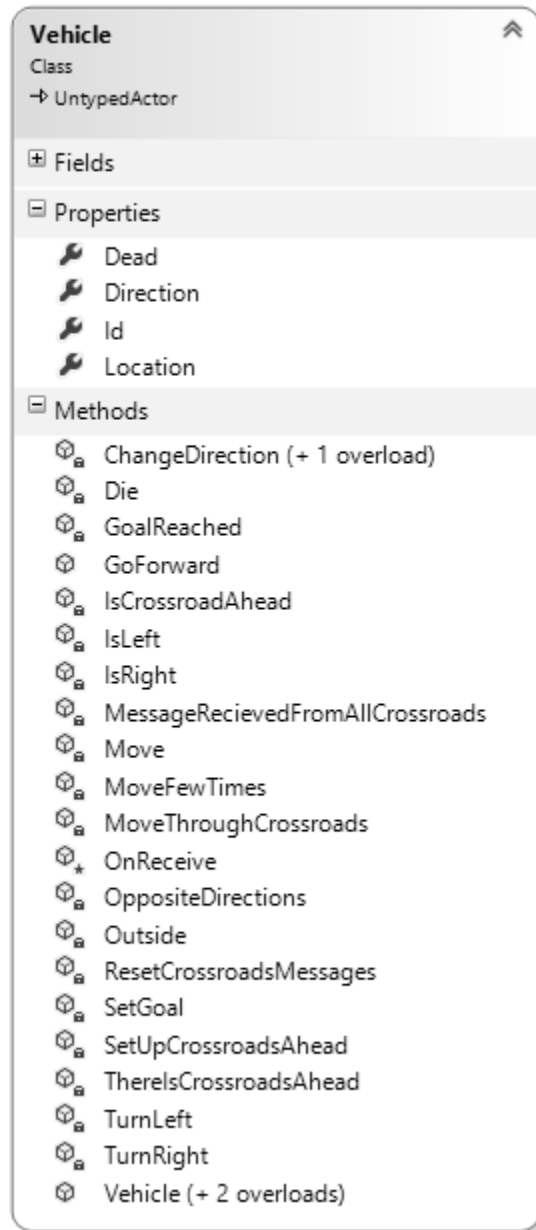 Vehicle
Class
UntypedActor
Fields
Properties
Dead
Direction
Id
Location
Methods
ChangeDirection (+ 1 overload)
Die
GoalReached
GoForward
IsCrossroadAhead
IsLeft
IsRight
MessageRecievedFromAllCrossroads
Move
MoveFewTimes
MoveThroughCrossroads
OnReceive
OppositeDirections
Outside
ResetCrossroadsMessages
SetGoal
SetUpCrossroadsAhead
ThereIsCrossroadsAhead
TurnLeft
TurnRight
Vehicle (+ 2 overloads)